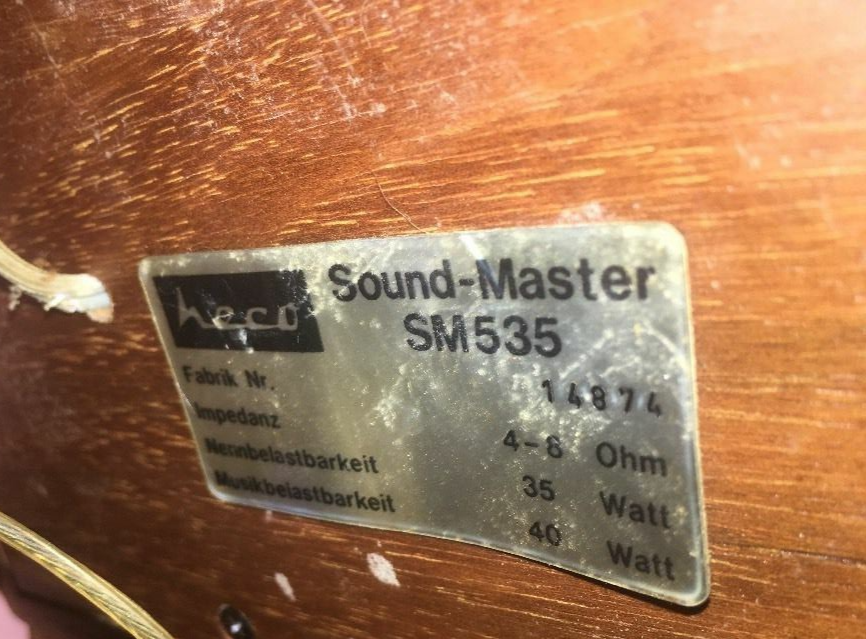 heco
Sound-Master
SM535
Fabrik Nr. 14874
Impedanz 4-8 Ohm
Nennbelastbarkeit 35 Watt
Musikbelastbarkeit 40 Watt